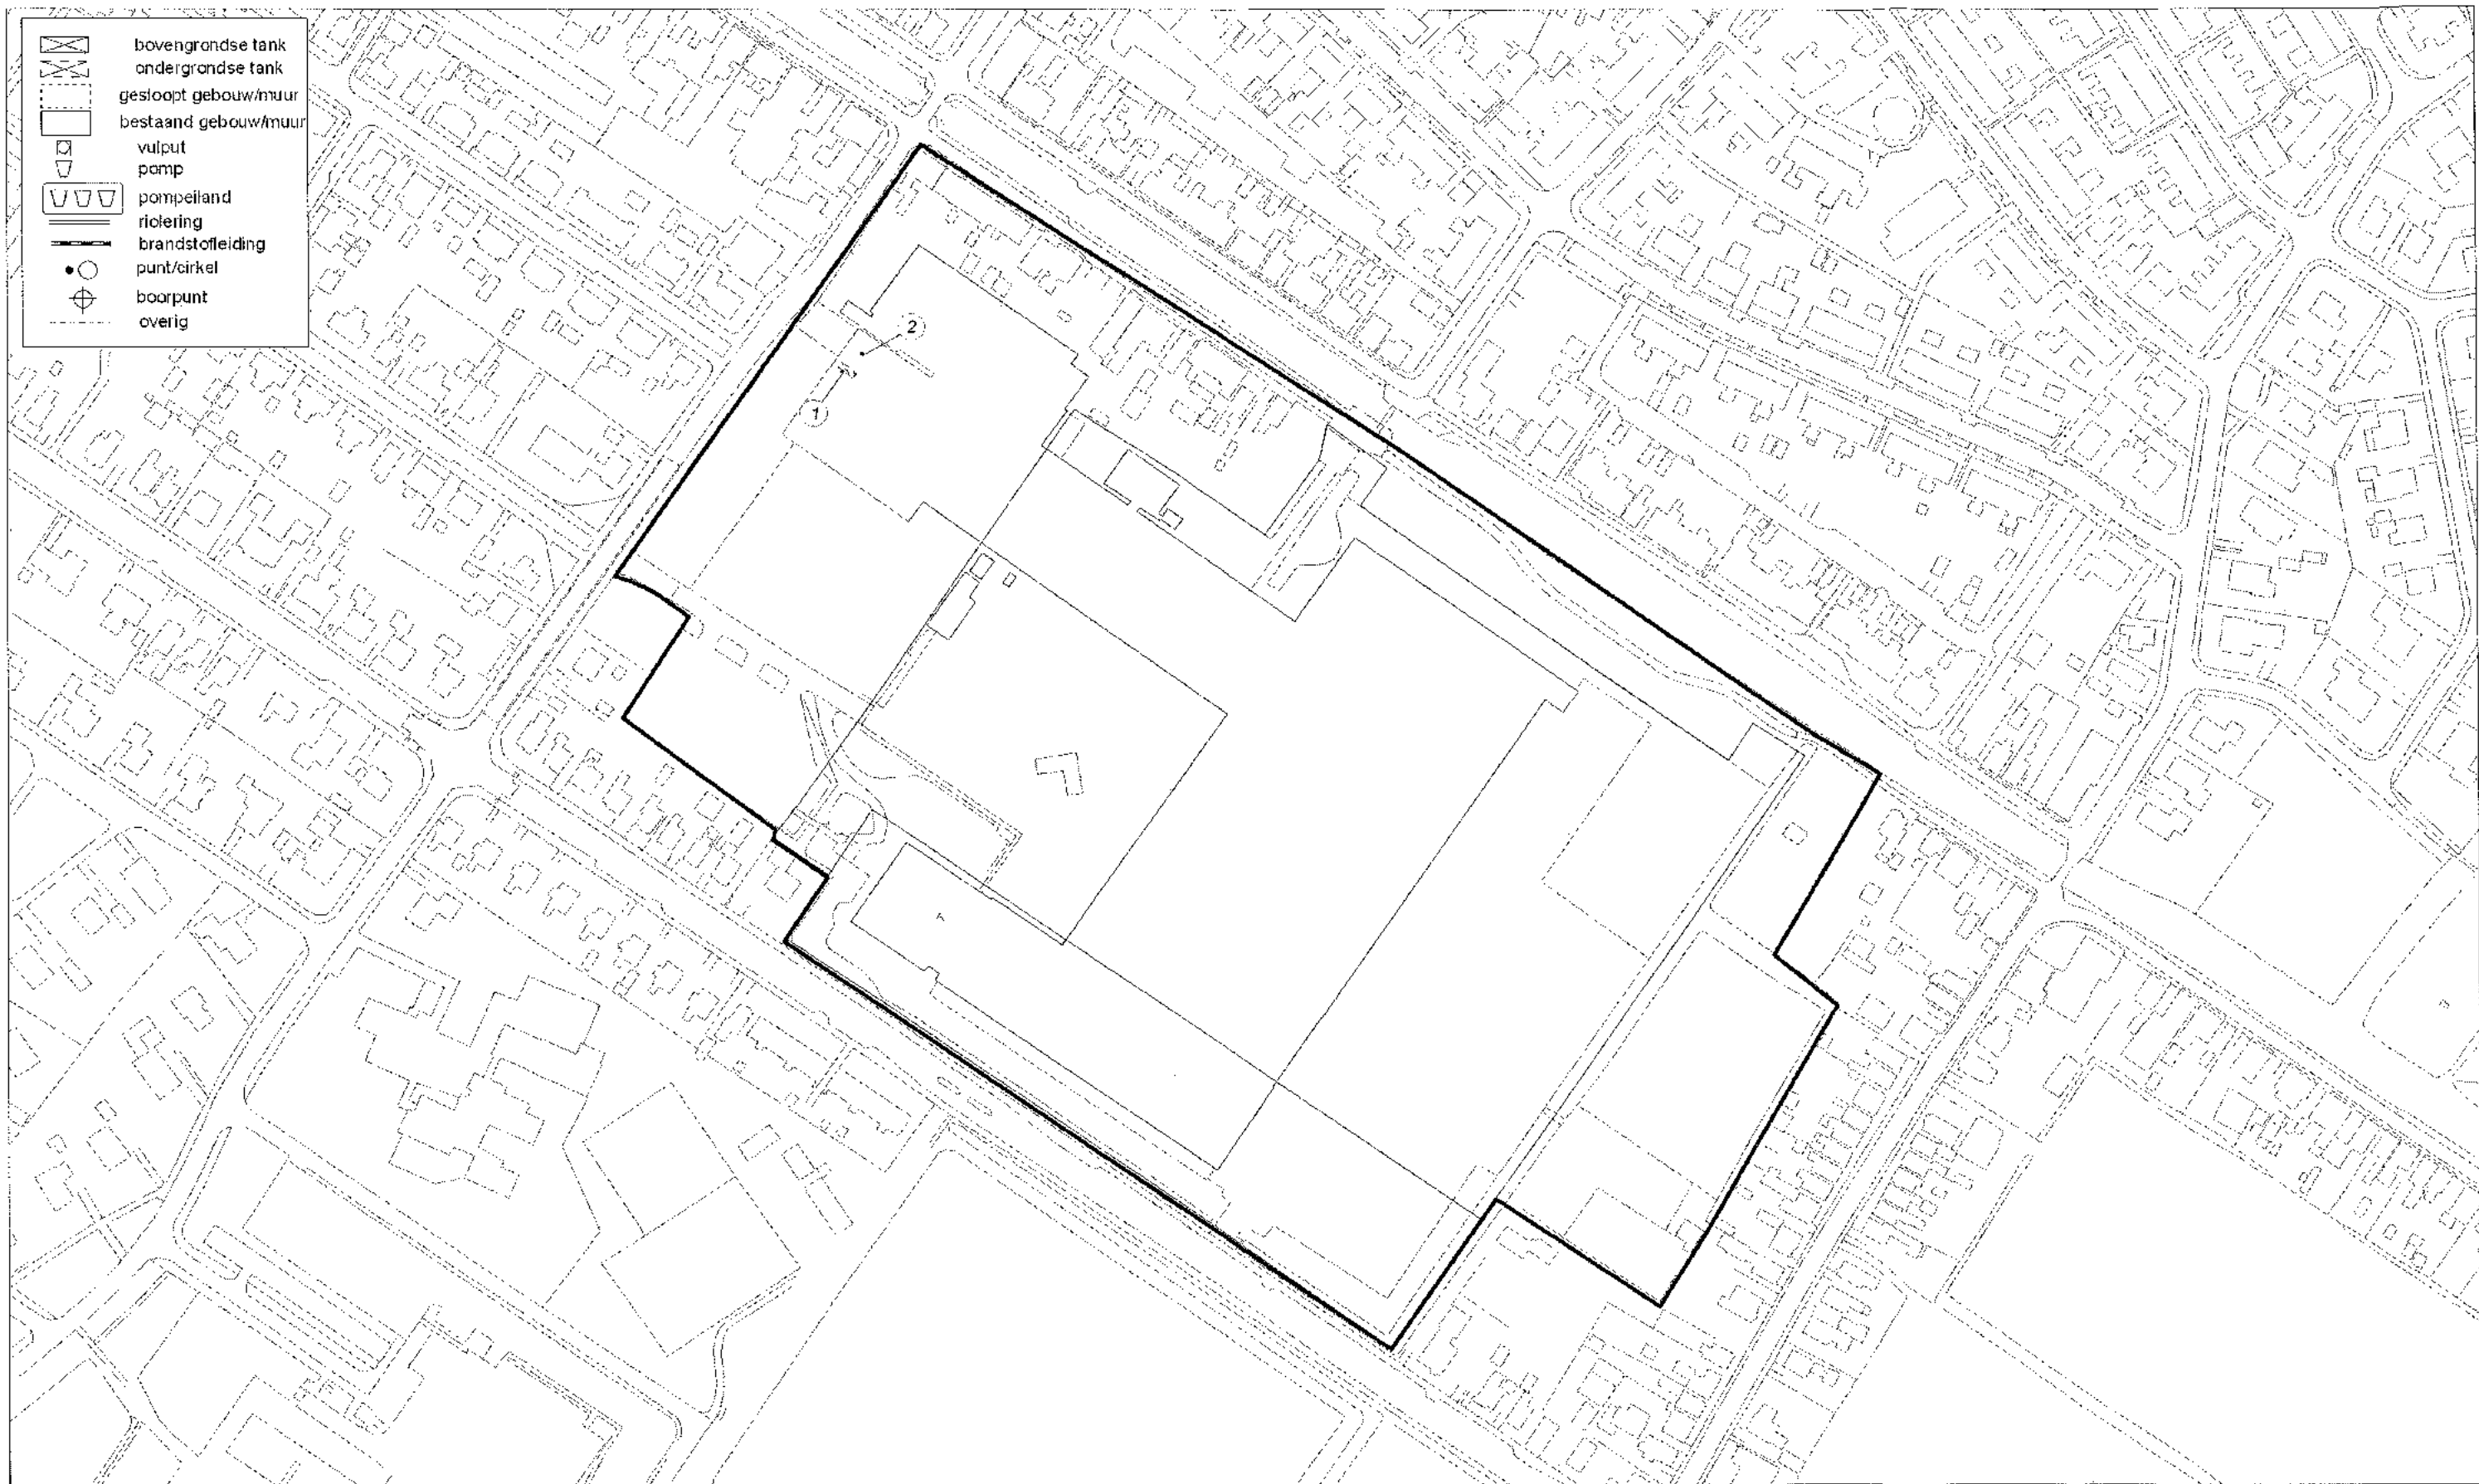 bovengrondse tank
ondergrondse tank
gesloopt gebouw/muur
bestaand gebouw/muur
vulput
pomp
pompeiland
riolering
brandstofleiding
punt/cirkel
boorpunt
overig
2
1